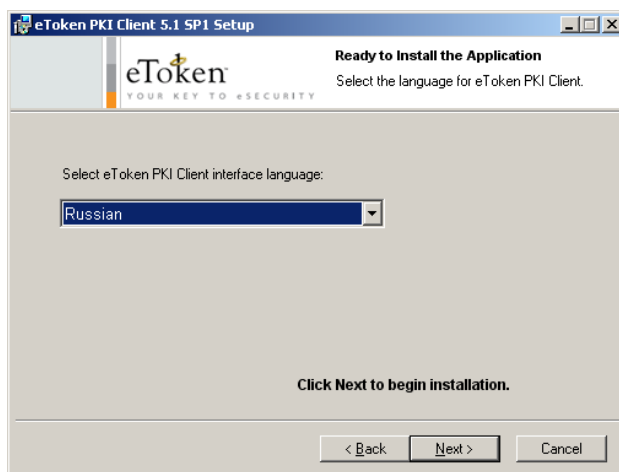 eToken PKI Client 5.1 SP1 Setup
eToken™
YOUR KEY TO eSECURITY
Ready to Install the Application
Select the language for eToken PKI Client.
Select eToken PKI Client interface language:
Russian
Click Next to begin installation.
< Back
Next >
Cancel